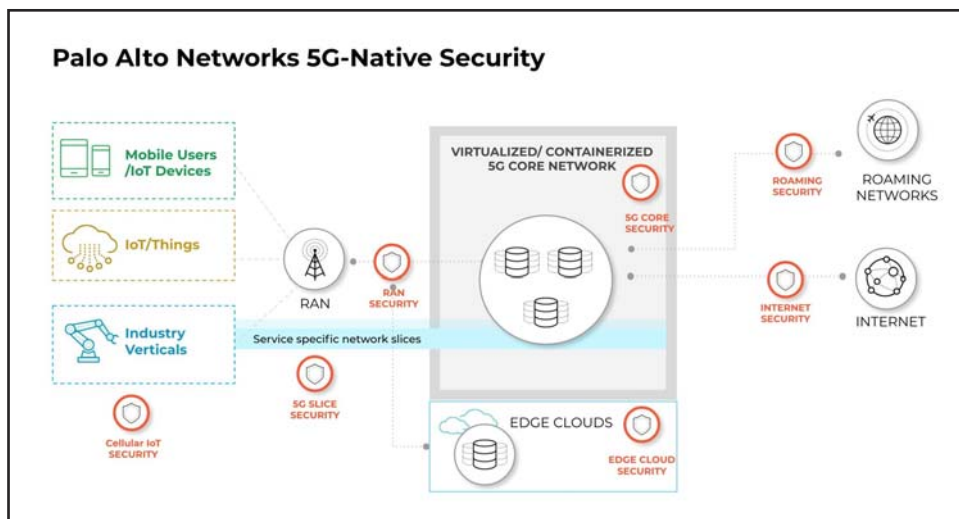 Palo Alto Networks 5G-Native Security
Mobile Users
/IoT Devices
IoT/Things
Industry
Verticals
Cellular IoT
SECURITY
RAN
RAN
SECURITY
Service specific network slices
5G SLICE
SECURITY
VIRTUALIZED/ CONTAINERIZED
5G CORE NETWORK
5G CORE
SECURITY
EDGE CLOUDS
EDGE CLOUD
SECURITY
ROAMING
SECURITY
ROAMING
NETWORKS
INTERNET
SECURITY
INTERNET